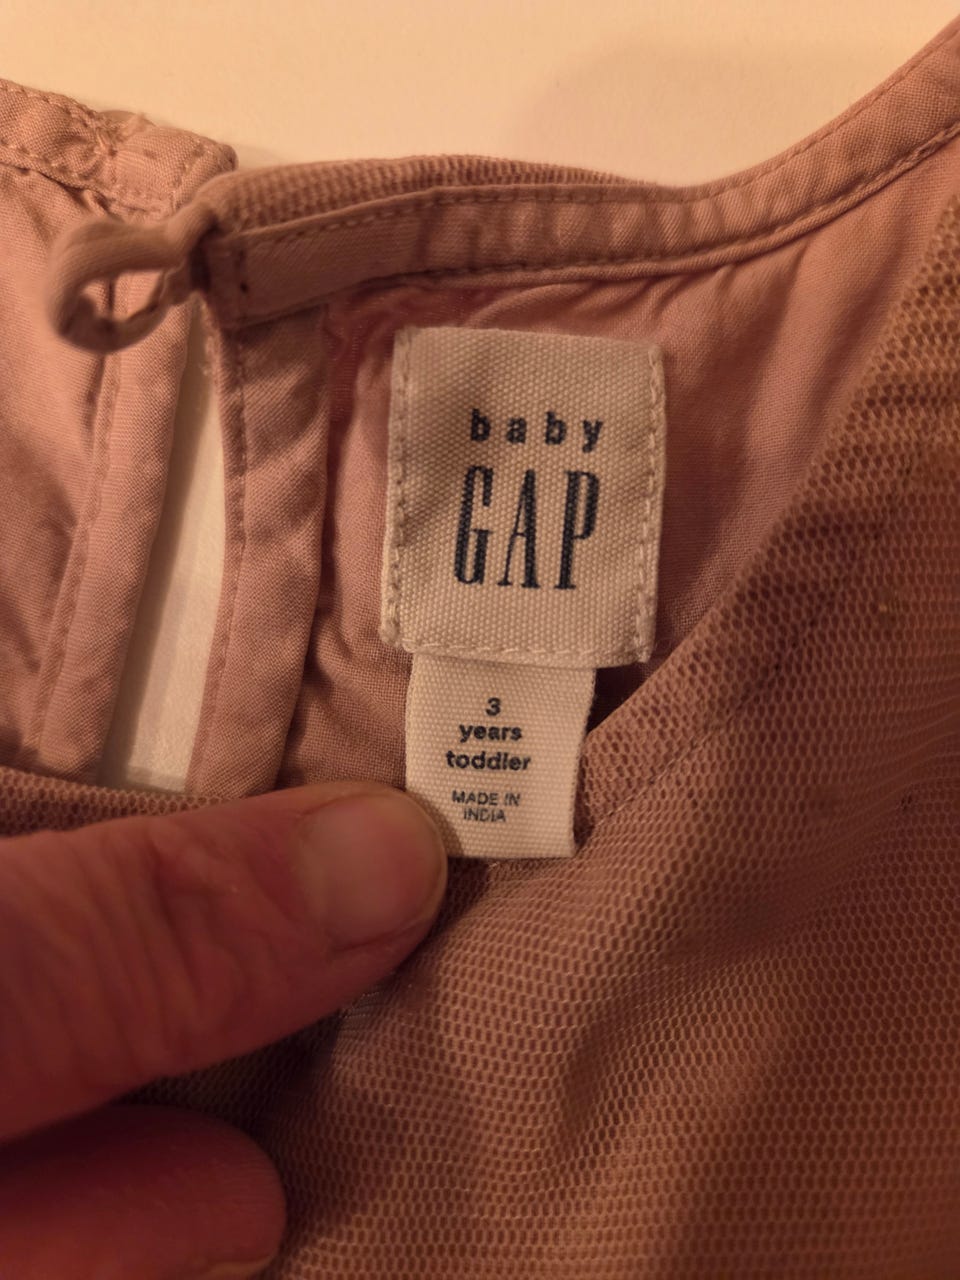 baby
GAP
3
years
toddler
MADE IN
INDIA